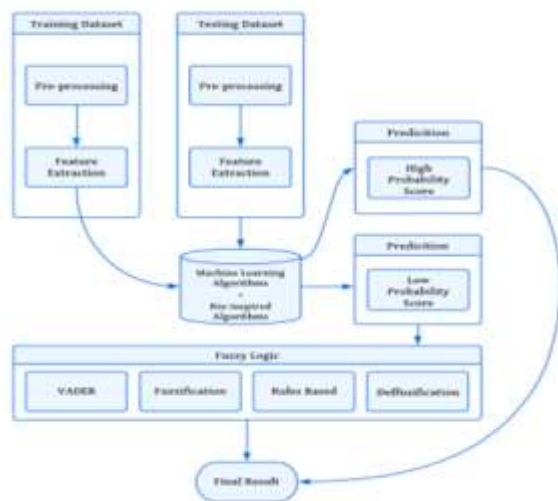 Training Dataset
Testing Dataset
Pre-processing
Pre-processing
Feature
Extraction
Feature
Extraction
Prediction
High
Probability
Score
Prediction
Low
Probability
Score
Machine Learning
Algorithms
+
Bio-Inspired
Algorithms
Fuzzy Logic
VADER
Fuzzification
Rules Based
Deffuzification
Final Result